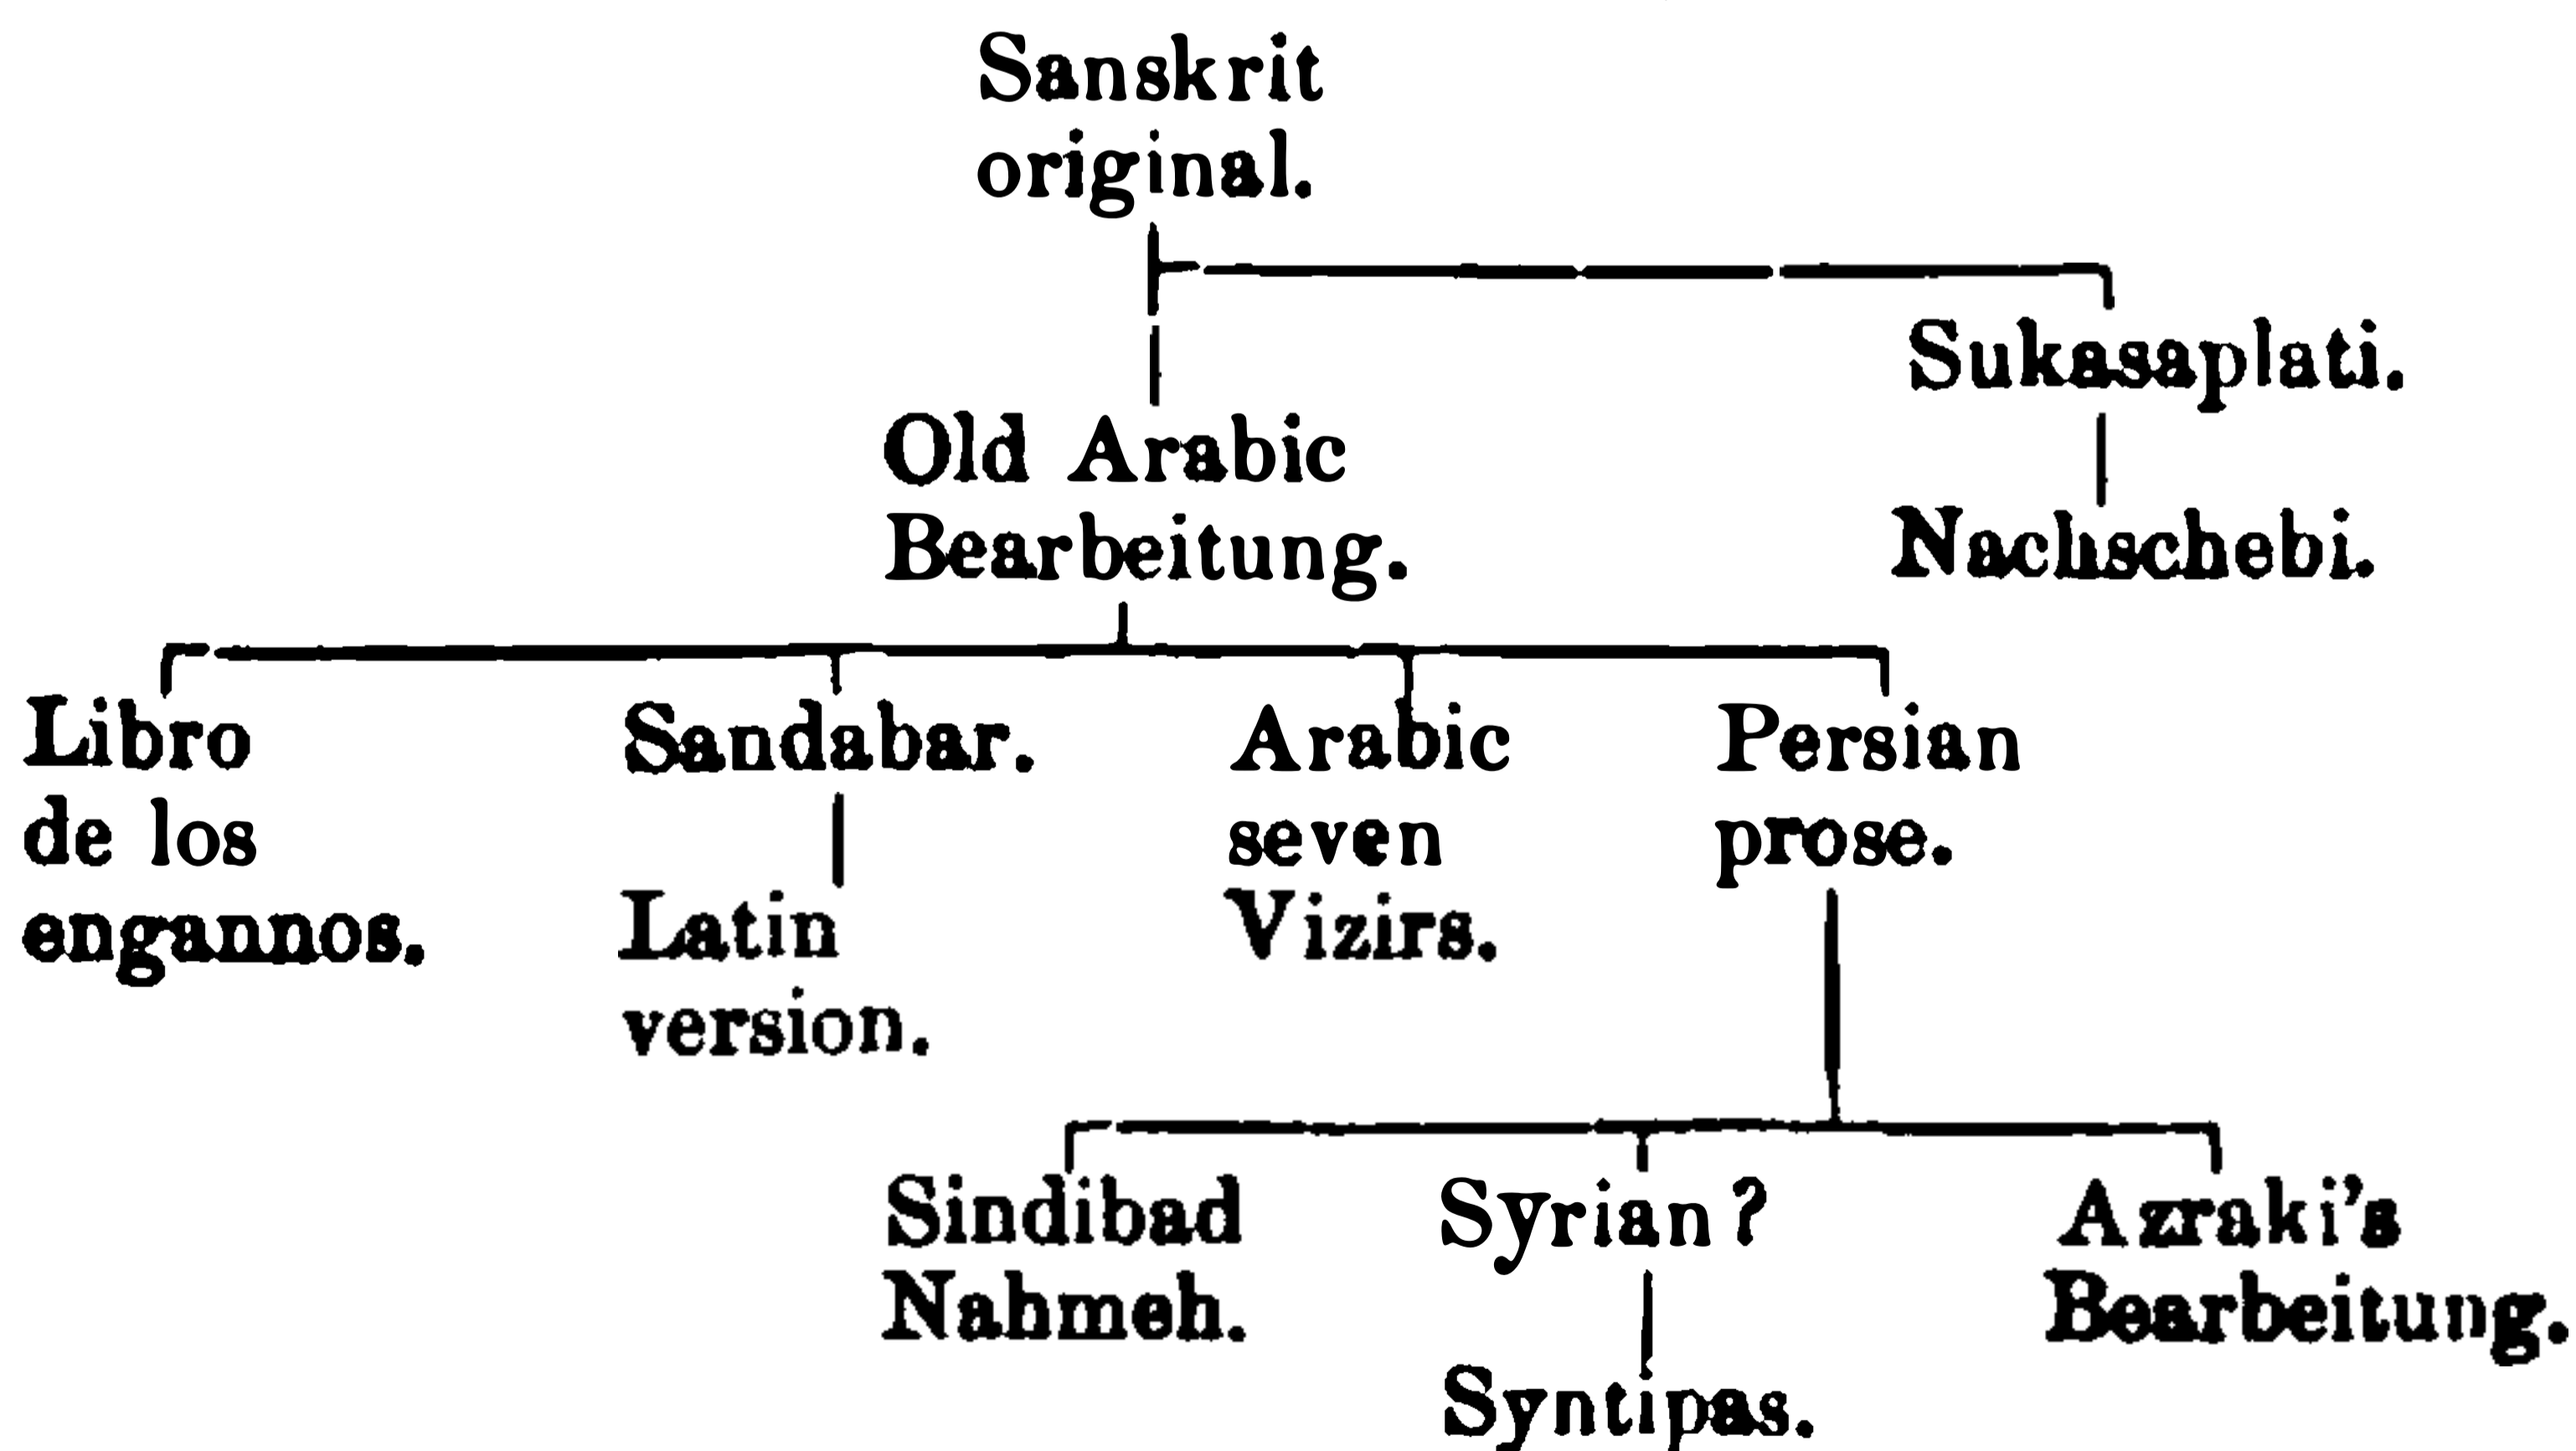 Sanskrit
original.
Sukasaplati.
Old Arabic
Bearbeitung.
Nachschebi.
Libro
de los
engannos.
Sandabar.
Latin
version.
Arabic
seven
Vizirs.
Persian
prose.
Sindibad
Nahmeh.
Syrian?
Syntipas.
Azraki's
Bearbeitung.